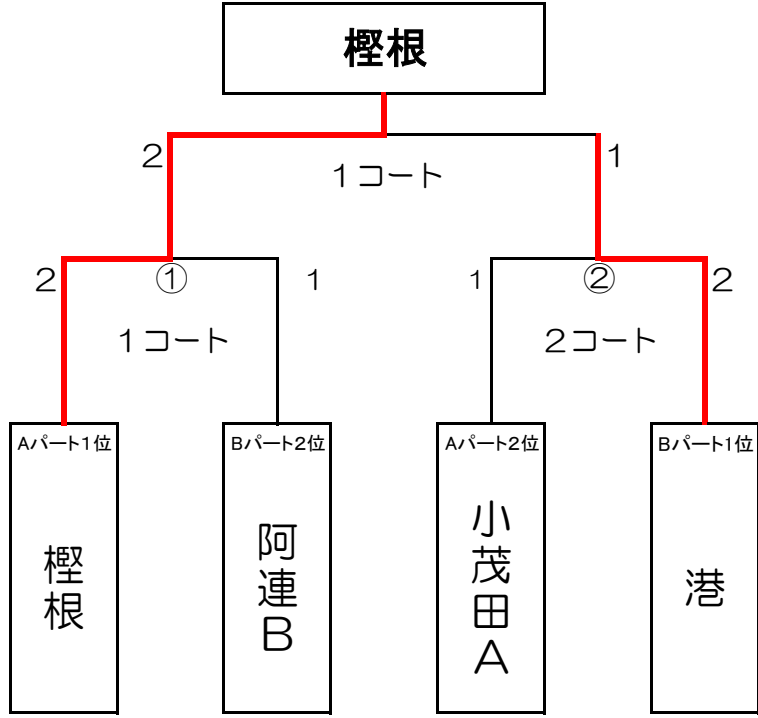 樫根
2
1
1コート
2
①
1
1
②
2
1コート
2コート
Aパート1位
Bパート2位
Aパート2位
Bパート1位
樫根
阿連B
小茂田A
港